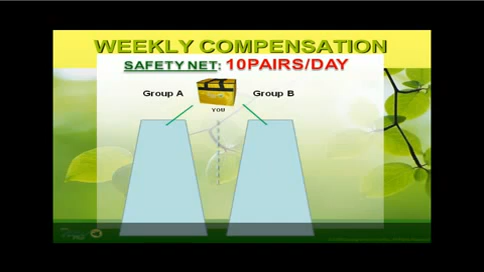 WEEKLY COMPENSATION
SAFETY NET: 10PAIRS/DAY
Group A
Group B
YOU